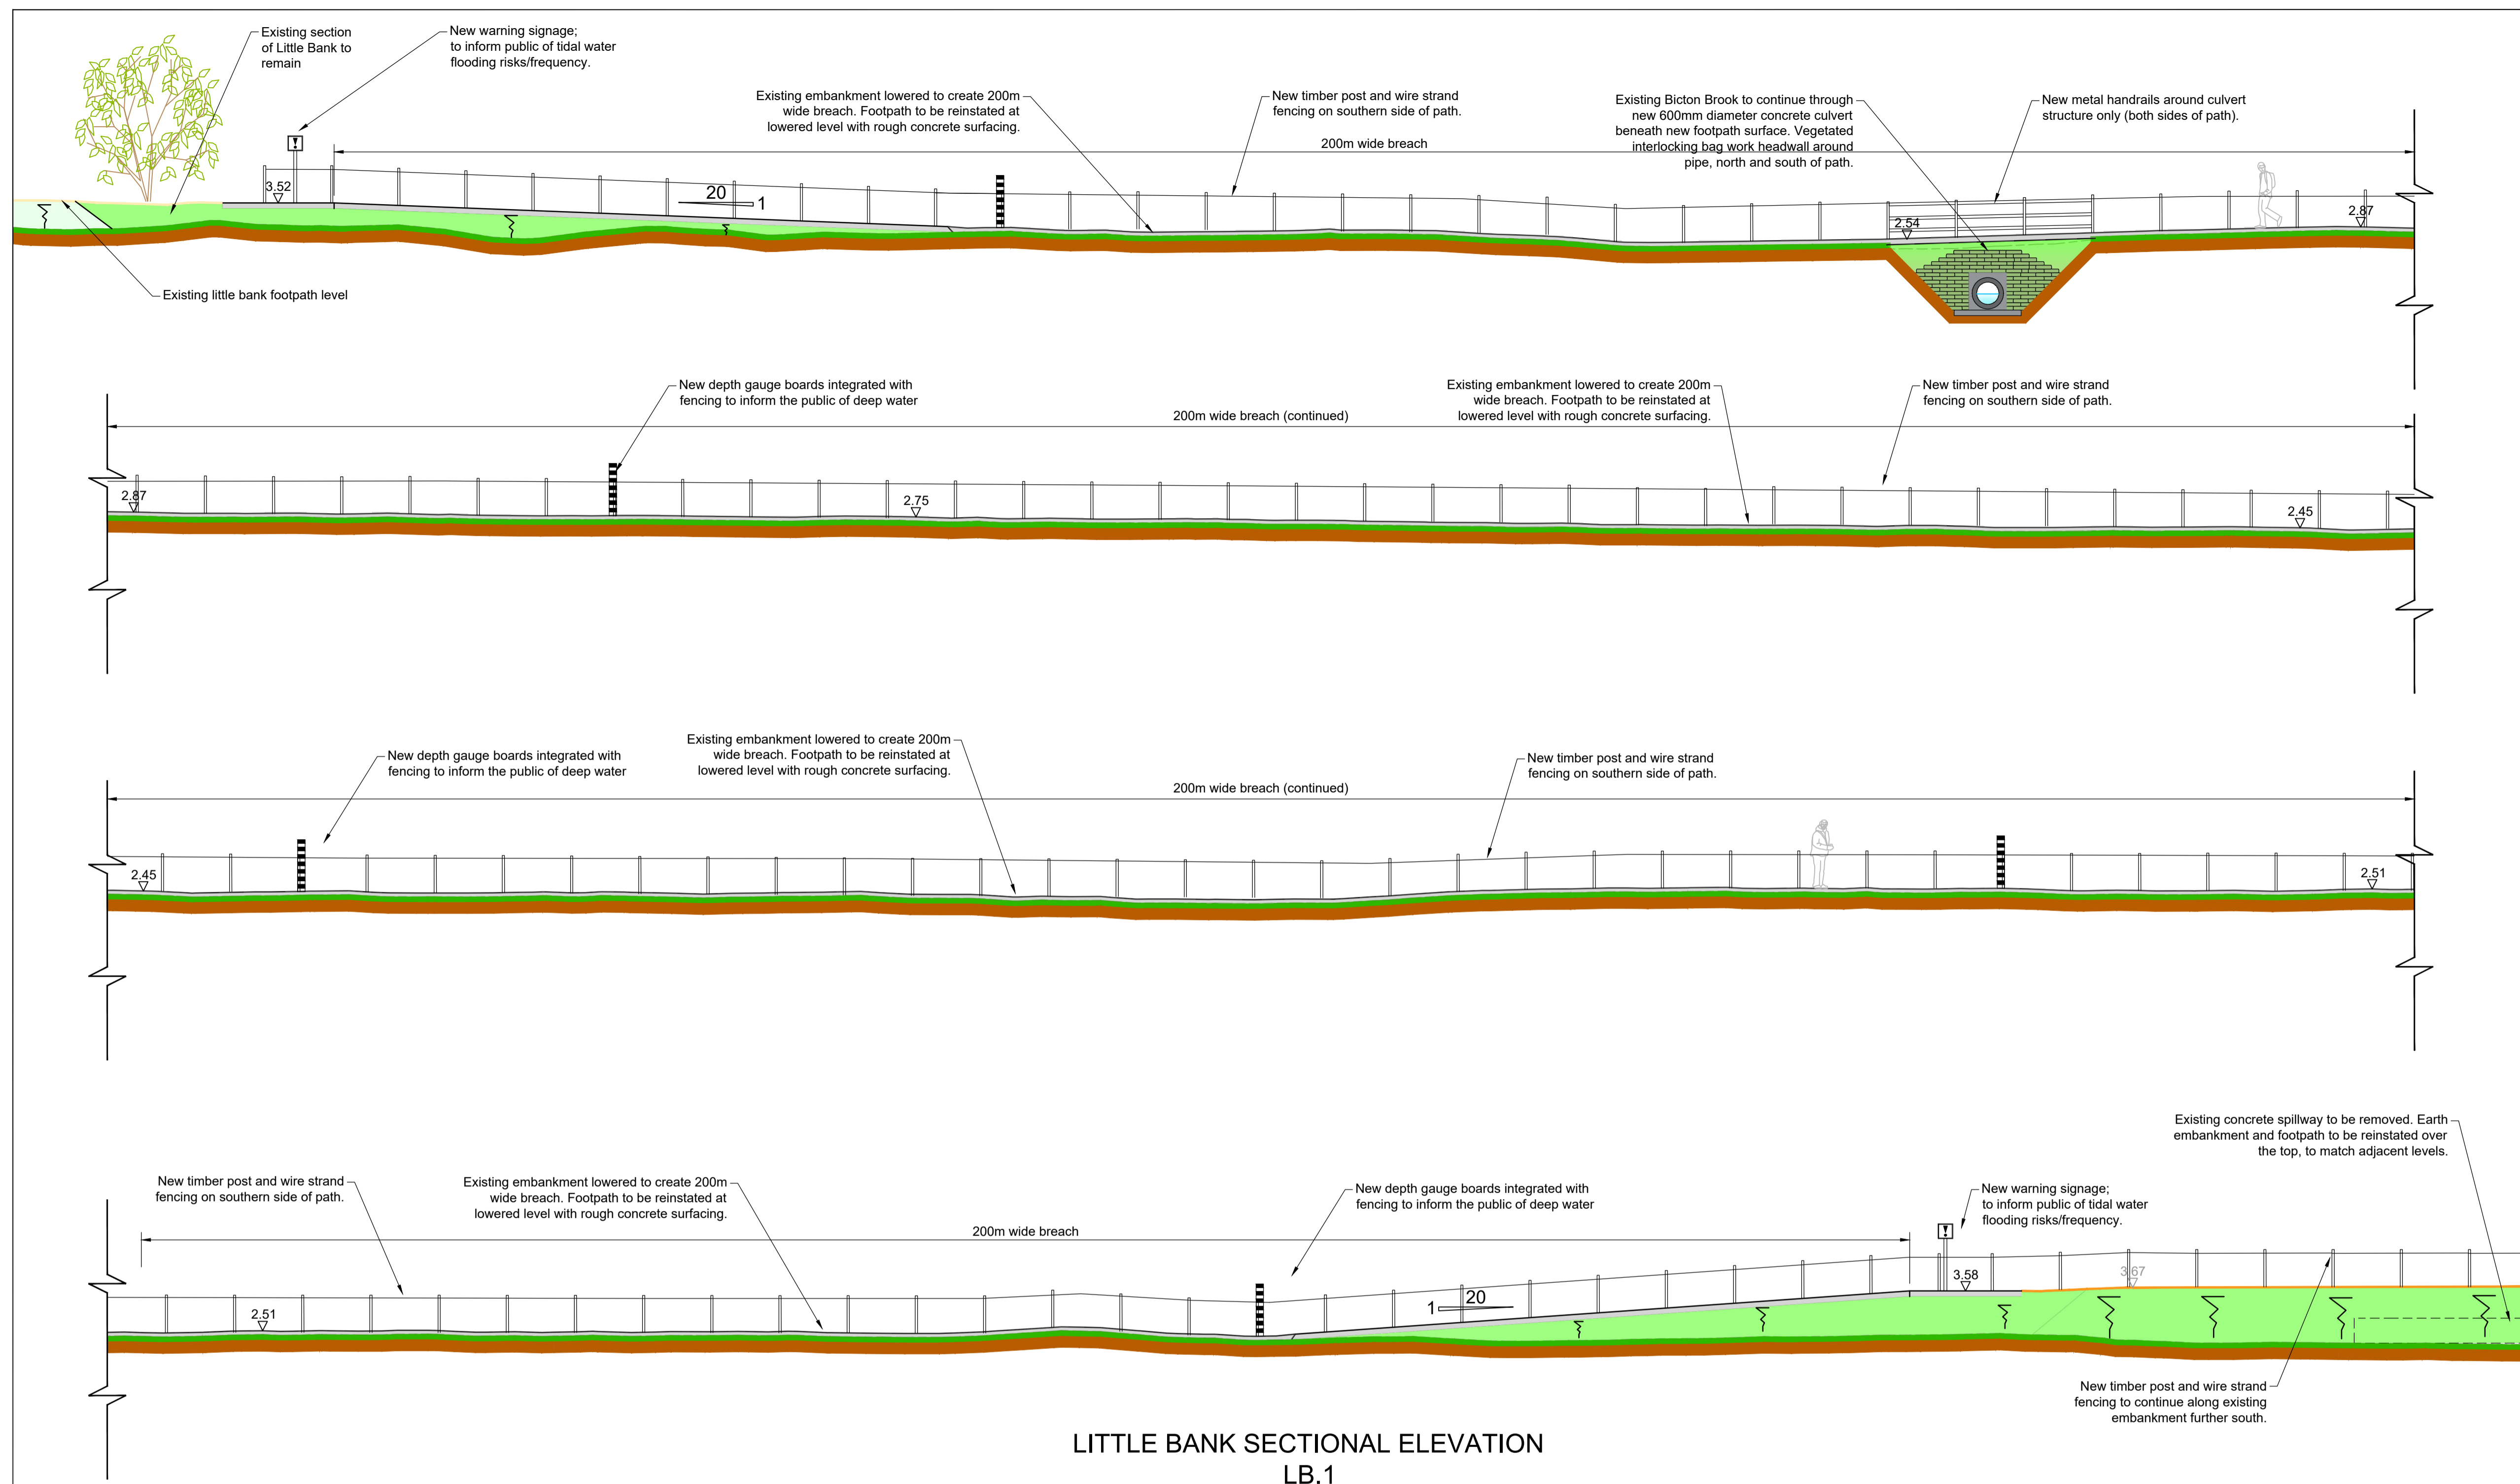 Existing section
of Little Bank to
remain
New warning signage;
to inform public of tidal water
flooding risks/frequency.
Existing embankment lowered to create 200m
wide breach. Footpath to be reinstated at
lowered level with rough concrete surfacing.
New timber post and wire strand
fencing on southern side of path.
Existing Bicton Brook to continue through
new 600mm diameter concrete culvert
beneath new footpath surface. Vegetated
interlocking bag work headwall around
pipe, north and south of path.
New metal handrails around culvert
structure only (both sides of path).
200m wide breach
!
3.52
20
1
2.54
2.87
Existing little bank footpath level
New depth gauge boards integrated with
fencing to inform the public of deep water
Existing embankment lowered to create 200m
wide breach. Footpath to be reinstated at
lowered level with rough concrete surfacing.
New timber post and wire strand
fencing on southern side of path.
200m wide breach (continued)
2.87
2.75
2.45
New depth gauge boards integrated with
fencing to inform the public of deep water
Existing embankment lowered to create 200m
wide breach. Footpath to be reinstated at
lowered level with rough concrete surfacing.
New timber post and wire strand
fencing on southern side of path.
200m wide breach (continued)
2.45
2.51
Existing concrete spillway to be removed. Earth
embankment and footpath to be reinstated over
the top, to match adjacent levels.
New timber post and wire strand
fencing on southern side of path.
Existing embankment lowered to create 200m
wide breach. Footpath to be reinstated at
lowered level with rough concrete surfacing.
New depth gauge boards integrated with
fencing to inform the public of deep water
New warning signage;
to inform public of tidal water
flooding risks/frequency.
200m wide breach
!
2.51
1
20
3.58
3.67
New timber post and wire strand
fencing to continue along existing
embankment further south.
LITTLE BANK SECTIONAL ELEVATION
LB.1